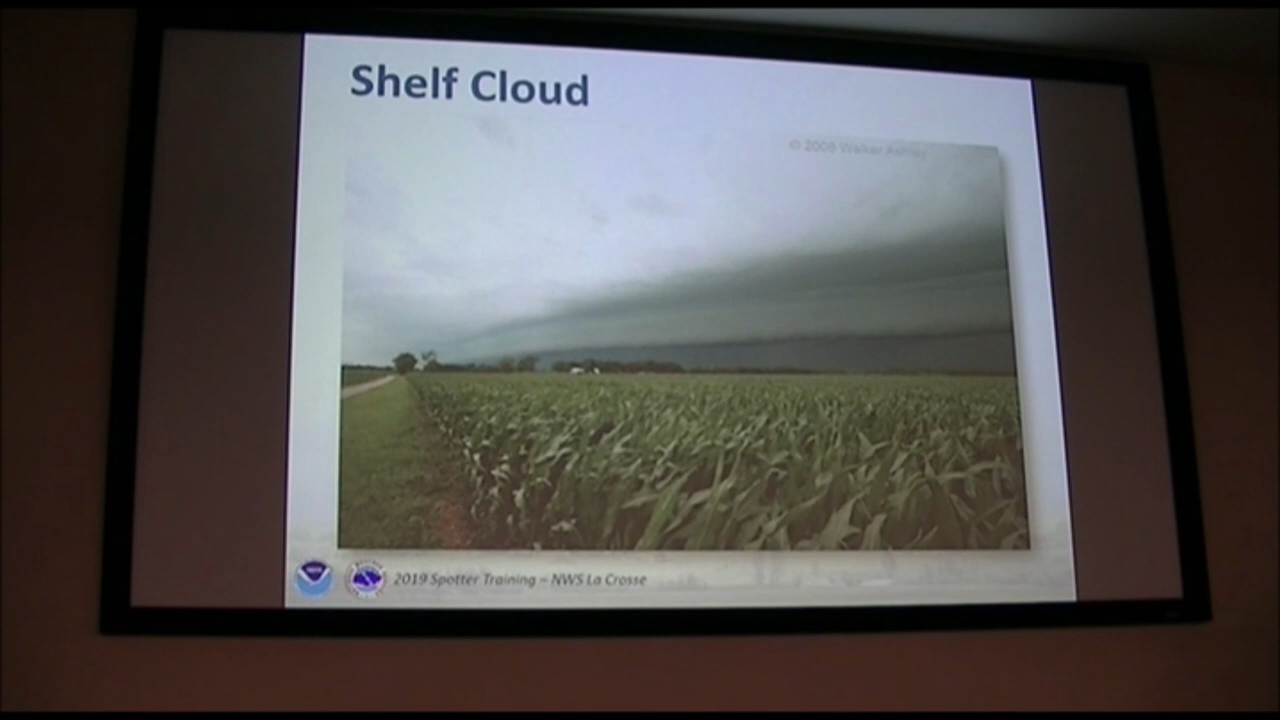 Shelf Cloud
© 2008 Walker Ashley
2019 Spotter Training – NWS La Crosse